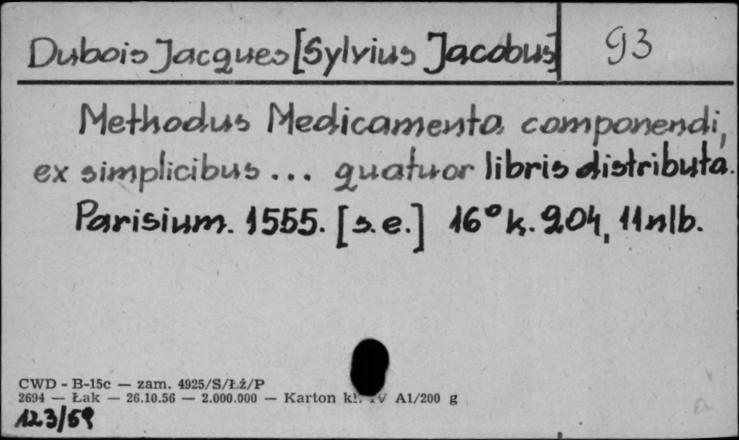 Dubois Jacques [Sylvius Jacobus] 93
Methodus Medicamenta componendi,
ex simplicibus ... quatuor libris distributa.
Parisium. 1555. [s.e.] 16° k. 204, 11 nlb.
CWD - B-15c — zam. 4925/S/Łż/P
2694 — Łak — 26.10.56 — 2.000.000 — Karton kl. IV A1/200 g
123/69
a